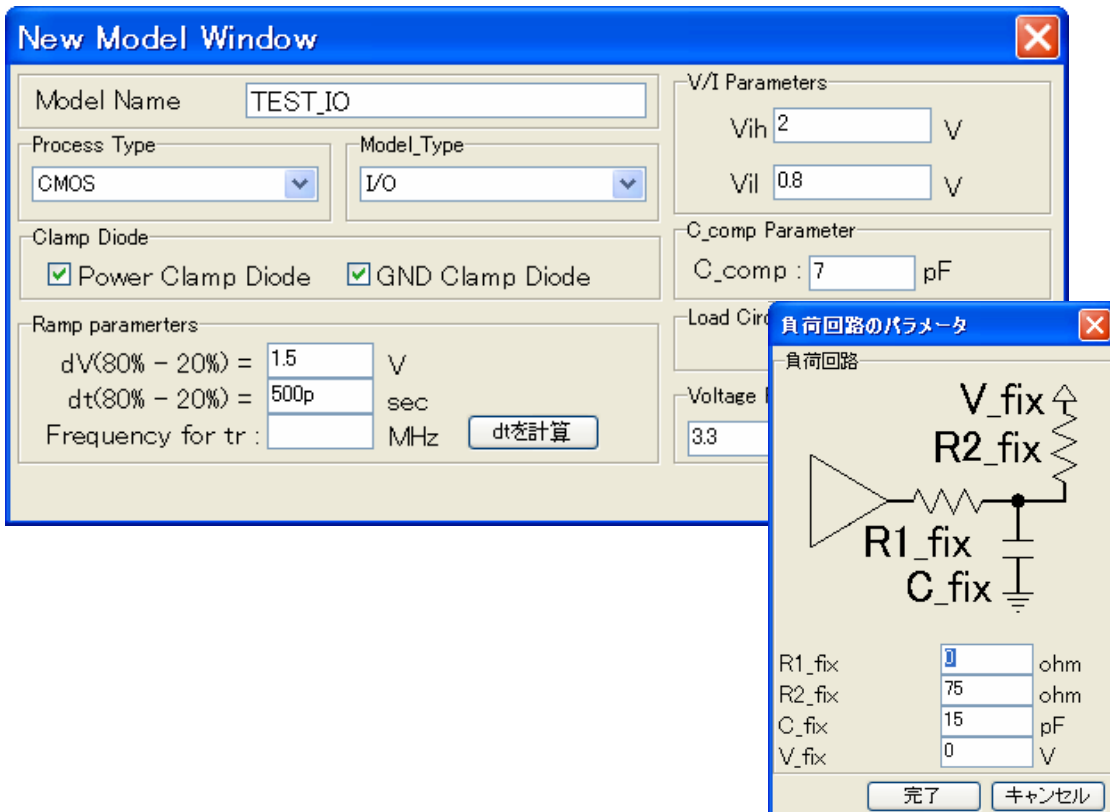 New Model Window
Model Name TEST_IO
Process Type
CMOS
Model_Type
I/O
Clamp Diode
Power Clamp Diode GND Clamp Diode
Ramp paramerters
dV(80% - 20%) = 1.5 V
dt(80% - 20%) = 500p sec
Frequency for tr : MHz dtを計算
V/I Parameters
Vih 2 V
Vil 0.8 V
C_comp Parameter
C_comp : 7 pF
Load Circ
Voltage
3.3
負荷回路のパラメータ
負荷回路
V_fix
R2_fix
R1_fix
C_fix
R1_fix 0 ohm
R2_fix 75 ohm
C_fix 15 pF
V_fix 0 V
完了 キャンセル